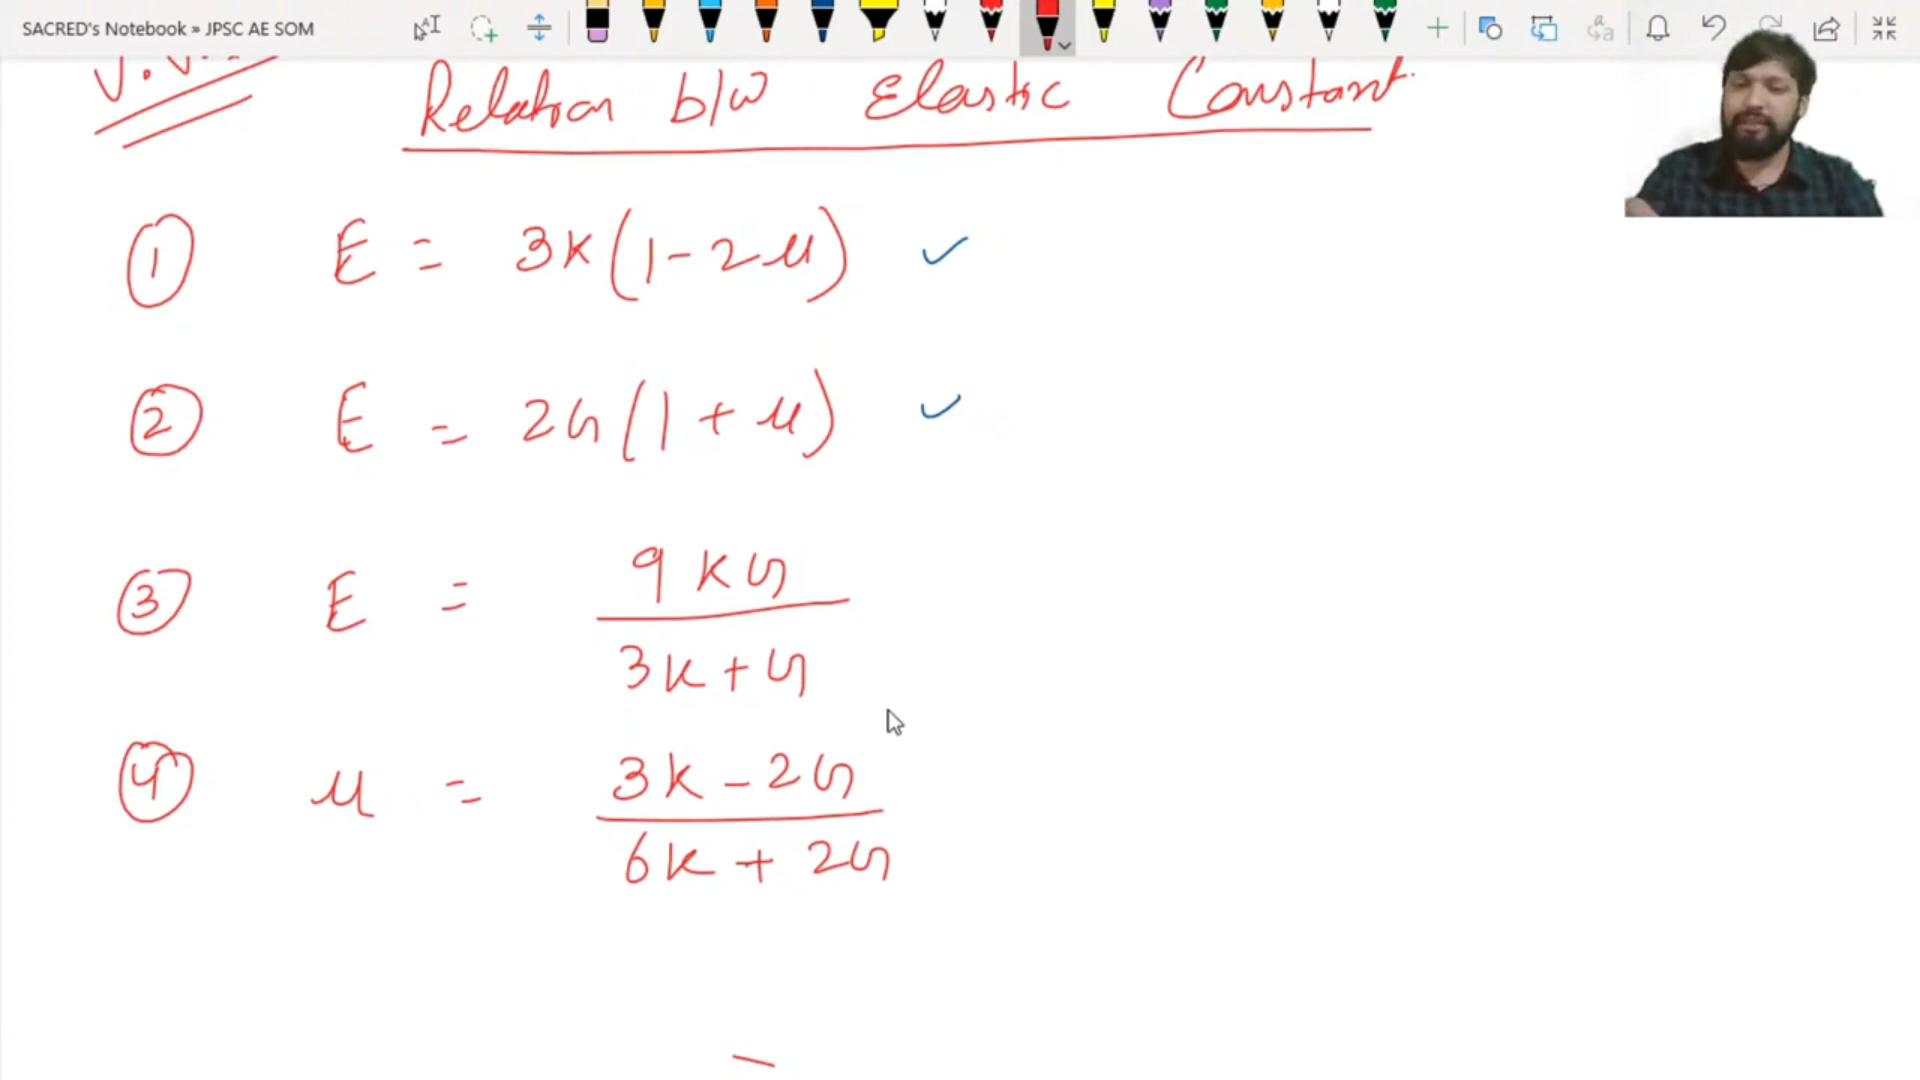 SACRED's Notebook » JPSC AE SOM
Relation b/w Elastic Constant.
① E = 3K(1-2μ) ✓
② E = 2G(1+μ) ✓
③ E = 9KG
3K+G
④ μ = 3K-2G
6K+2G